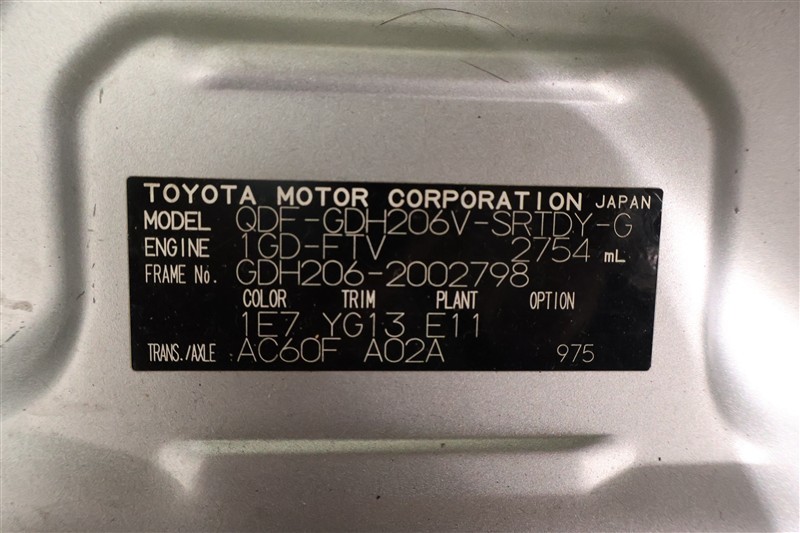 TOYOTA MOTOR CORPORATION JAPAN
MODEL QDF-GDH206V-SRTDY-G
ENGINE 1GD-FTV 2754 mL
FRAME No. GDH206-2002798
COLOR TRIM PLANT OPTION
1E7 YG13 E11
TRANS./AXLE AC60F A02A 975